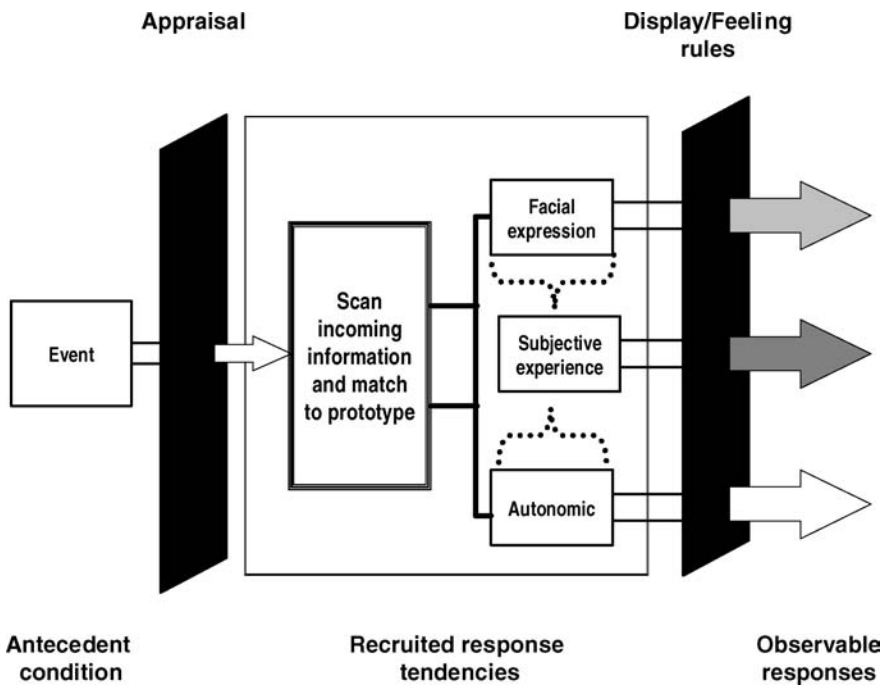 Appraisal
Display/Feeling
rules
Event
Scan
incoming
information
and match
to prototype
Facial
expression
Subjective
experience
Autonomic
Antecedent
condition
Recruited response
tendencies
Observable
responses